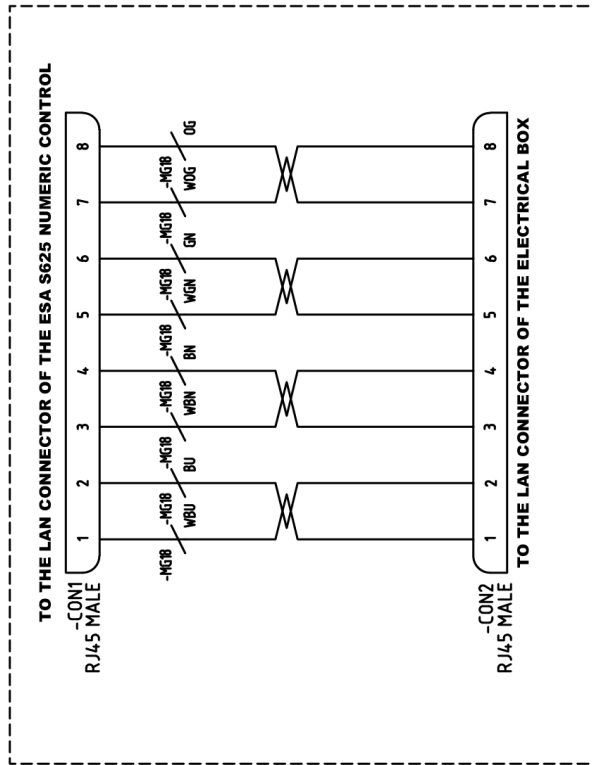 TO THE LAN CONNECTOR OF THE ESA S625 NUMERIC CONTROL
-CON1
RJ45 MALE
1 2 3 4 5 6 7 8
-MG18 -MG18 -MG18 -MG18 -MG18 -MG18 -MG18 -MG18
WBU BU WBN BN WGN GN WOG OG
-CON2
RJ45 MALE
1 2 3 4 5 6 7 8
TO THE LAN CONNECTOR OF THE ELECTRICAL BOX